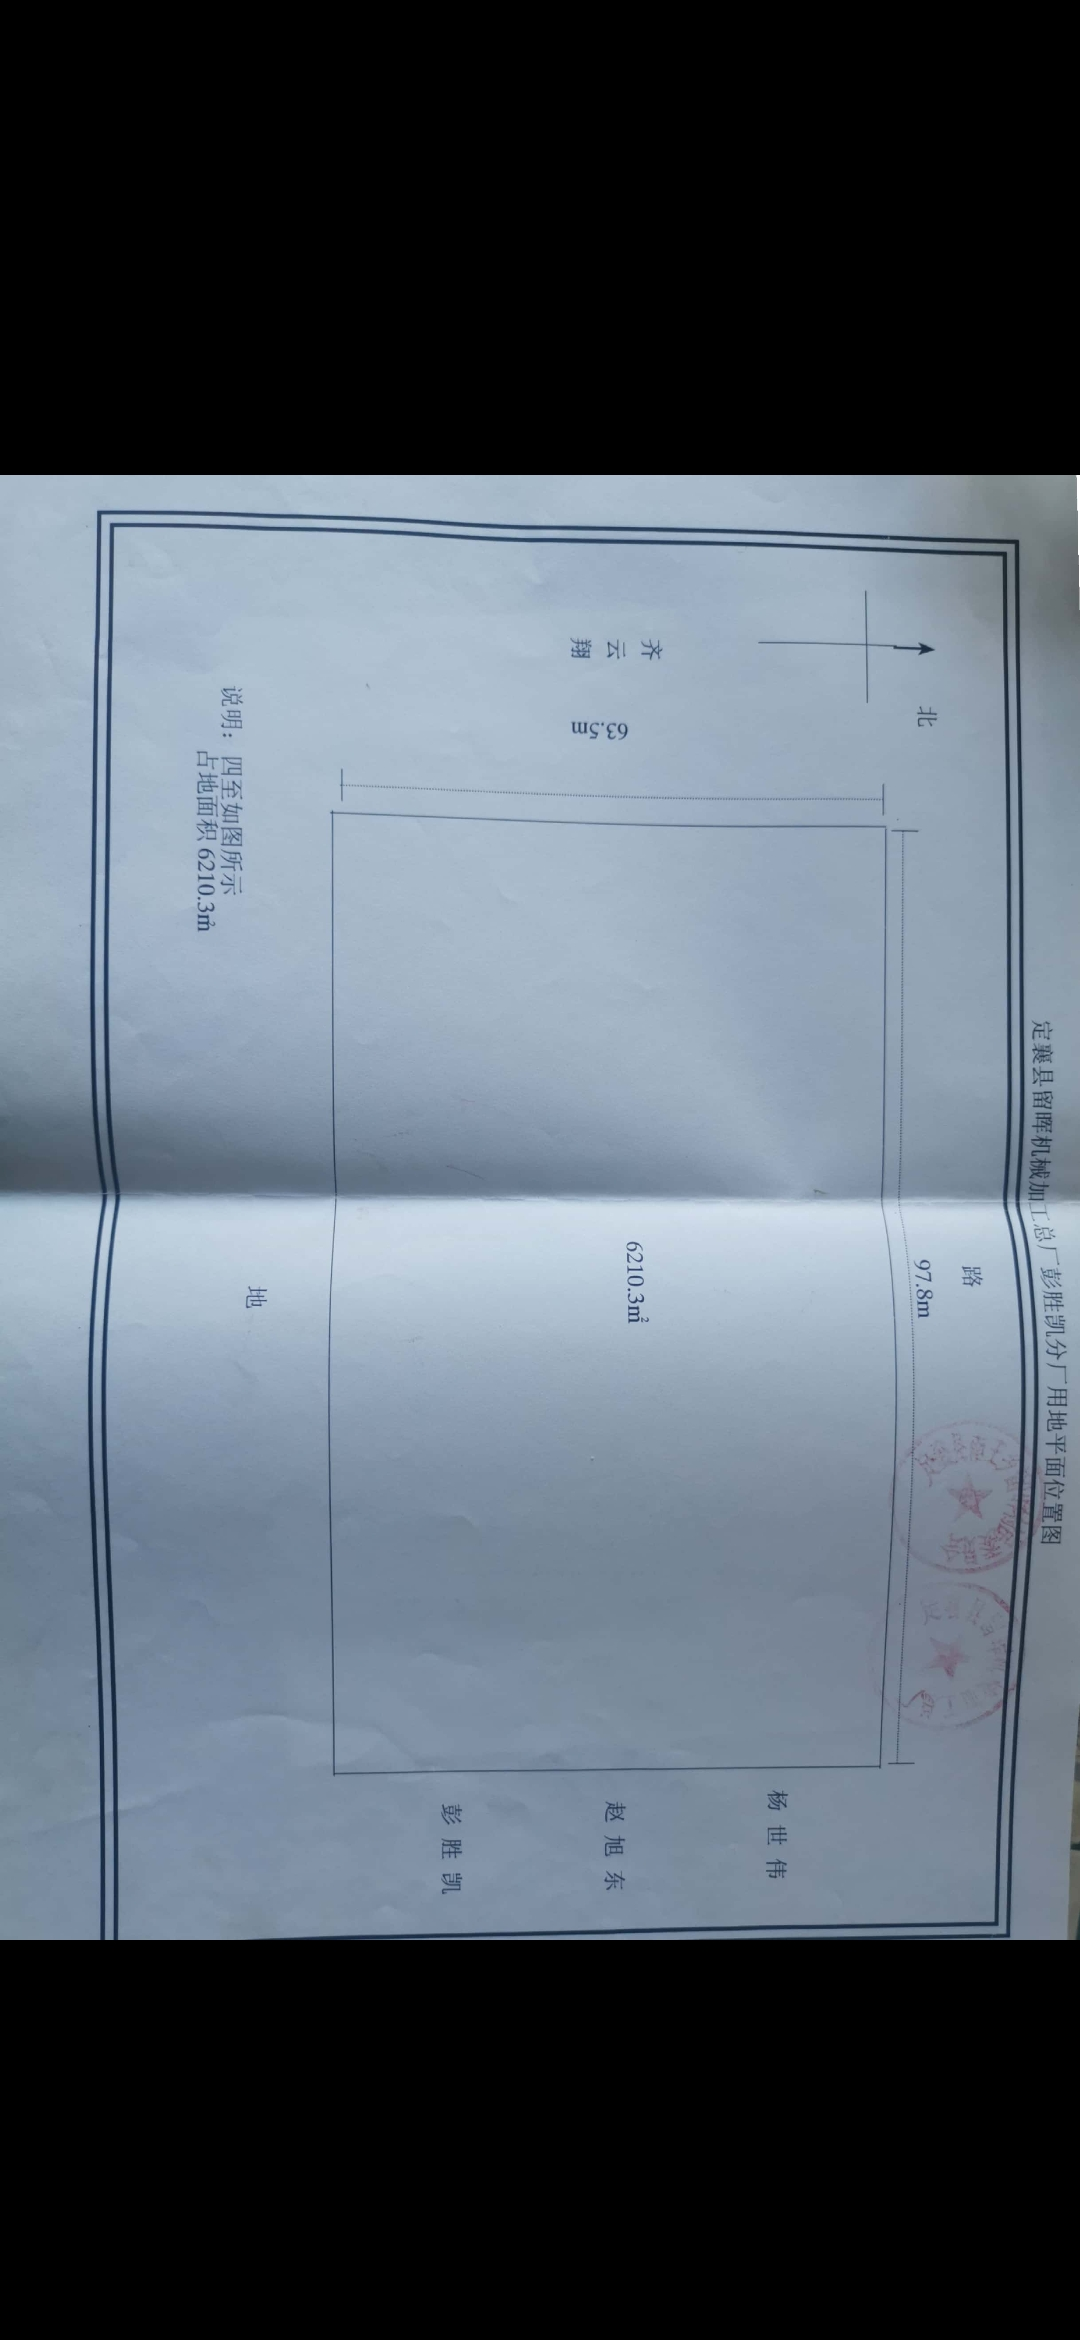 定襄县留晖机械加工总厂彭胜凯分厂用地平面位置图
北
路
97.8m
齐云翔
63.5m
6210.3㎡
杨世伟
赵旭东
彭胜凯
地
说明：四至如图所示
占地面积 6210.3㎡